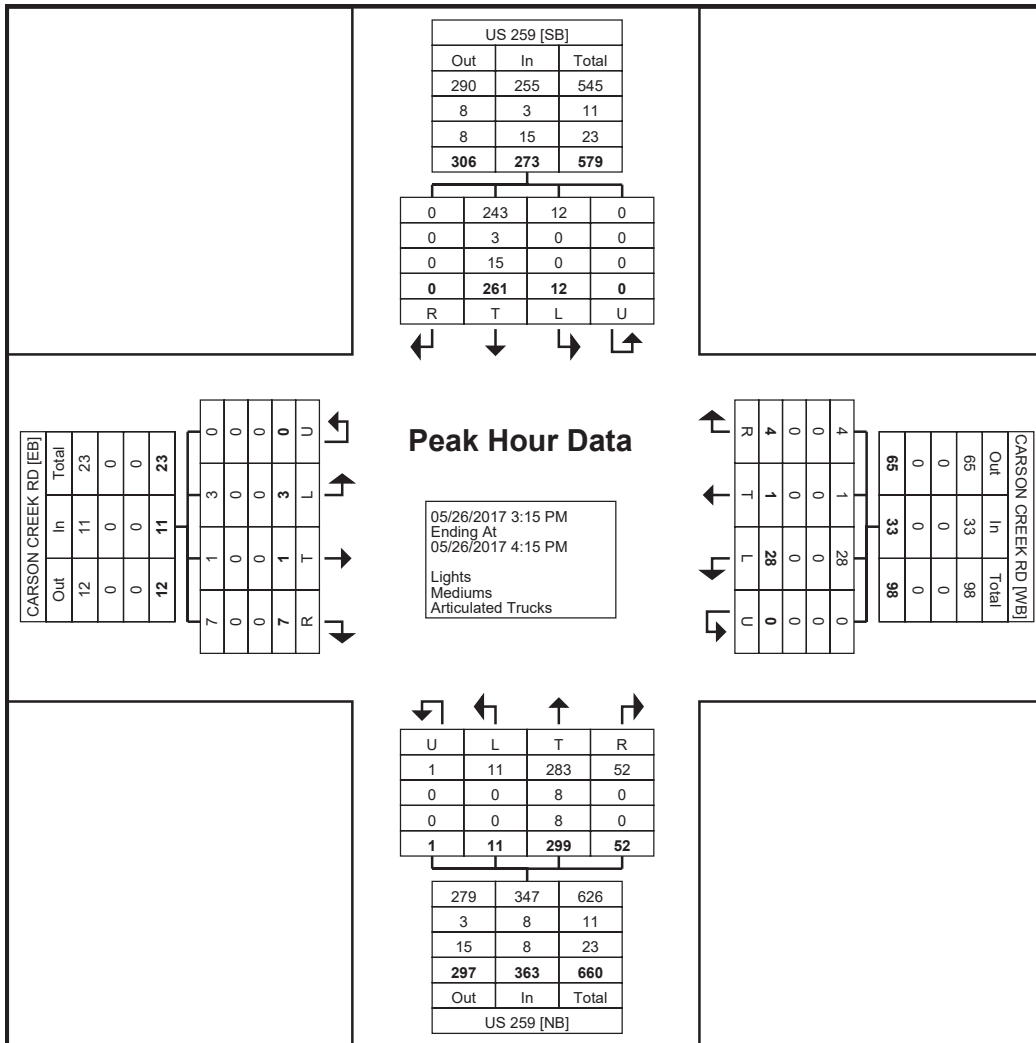 US 259 [SB]
Out In Total
290 255 545
8 3 11
8 15 23
306 273 579
0 243 12 0
0 3 0 0
0 15 0 0
0 261 12 0
R T L U
CARSON CREEK RD [EB]
Total 23 0 0 23
In 11 0 0 11
Out 12 0 0 12
0 0 0 0 U
3 0 0 3 L
1 0 0 1 T
7 0 0 7 R
Peak Hour Data
05/26/2017 3:15 PM
Ending At
05/26/2017 4:15 PM
Lights
Mediums
Articulated Trucks
R 4 0 0 4
T 1 0 0 1
L 28 0 0 28
U 0 0 0 0
CARSON CREEK RD [WB]
Out In Total
65 33 98
0 0 0
0 0 0
65 33 98
U L T R
1 11 283 52
0 0 8 0
0 0 8 0
1 11 299 52
279 347 626
3 8 11
15 8 23
297 363 660
Out In Total
US 259 [NB]